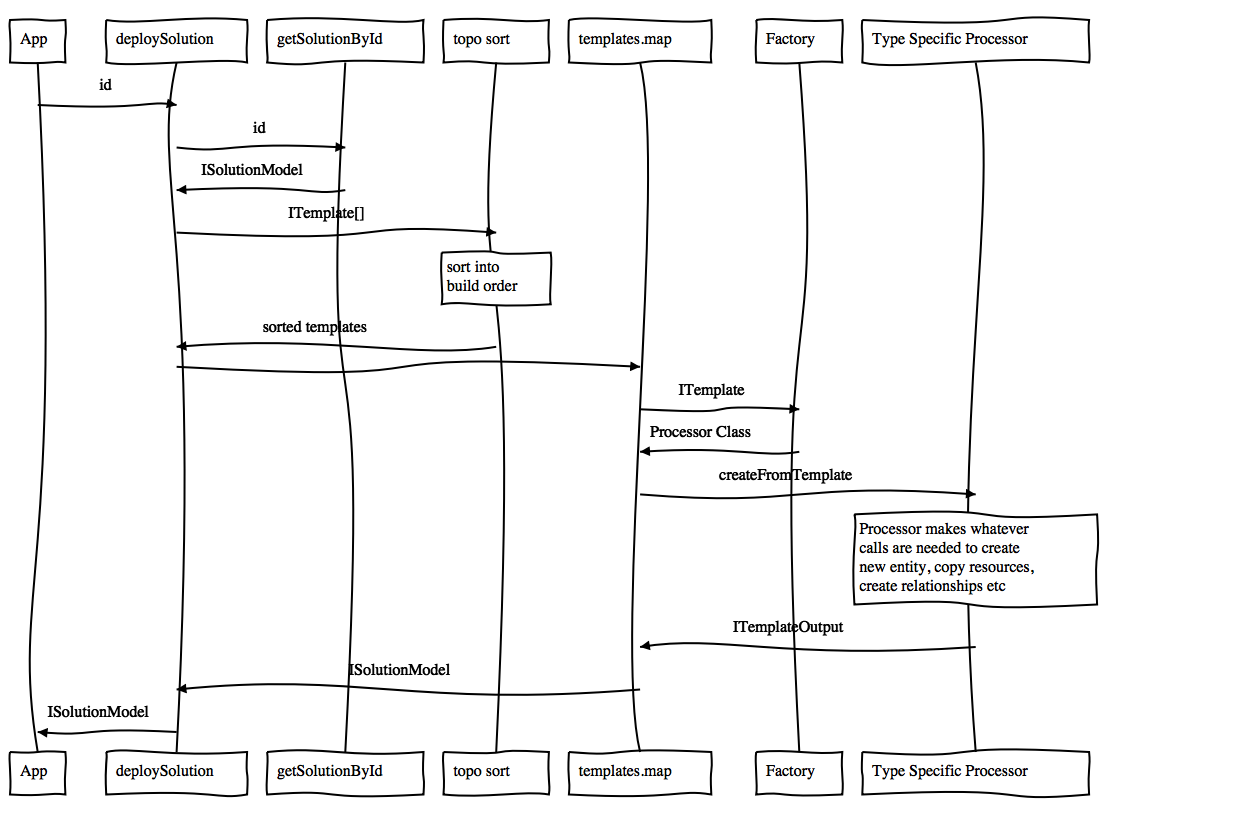 App
deploySolution
getSolutionById
topo sort
templates.map
Factory
Type Specific Processor
id
id
ISolutionModel
ITemplate[]
sort into
build order
sorted templates
ITemplate
Processor Class
createFromTemplate
Processor makes whatever
calls are needed to create
new entity, copy resources,
create relationships etc
ITemplateOutput
ISolutionModel
ISolutionModel
App
deploySolution
getSolutionById
topo sort
templates.map
Factory
Type Specific Processor